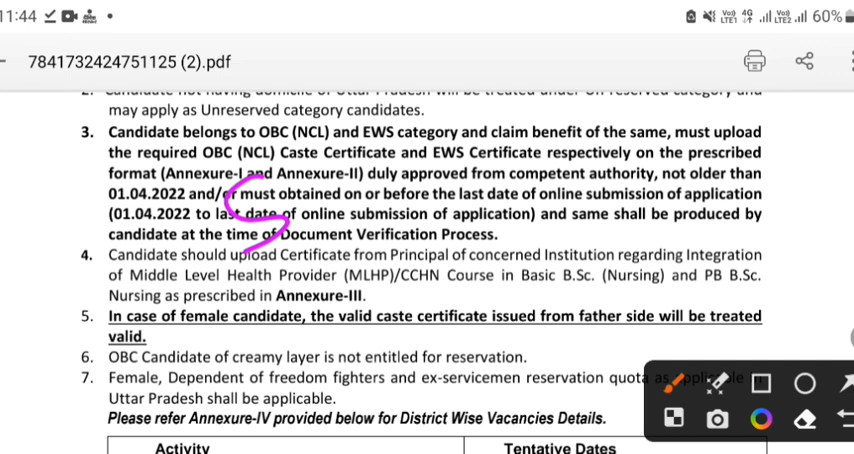 11:44
Vo)) LTE1 4G Vo)) LTE2 60%
7841732424751125 (2).pdf
may apply as Unreserved category candidates.
3. Candidate belongs to OBC (NCL) and EWS category and claim benefit of the same, must upload
the required OBC (NCL) Caste Certificate and EWS Certificate respectively on the prescribed
format (Annexure-I and Annexure-II) duly approved from competent authority, not older than
01.04.2022 and/or must obtained on or before the last date of online submission of application
(01.04.2022 to last date of online submission of application) and same shall be produced by
candidate at the time of Document Verification Process.
4. Candidate should upload Certificate from Principal of concerned Institution regarding Integration
of Middle Level Health Provider (MLHP)/CCHN Course in Basic B.Sc. (Nursing) and PB B.Sc.
Nursing as prescribed in Annexure-III.
5. In case of female candidate, the valid caste certificate issued from father side will be treated
valid.
6. OBC Candidate of creamy layer is not entitled for reservation.
7. Female, Dependent of freedom fighters and ex-servicemen reservation quota as applicable in
Uttar Pradesh shall be applicable.
Please refer Annexure-IV provided below for District Wise Vacancies Details.
Activity Tentative Dates